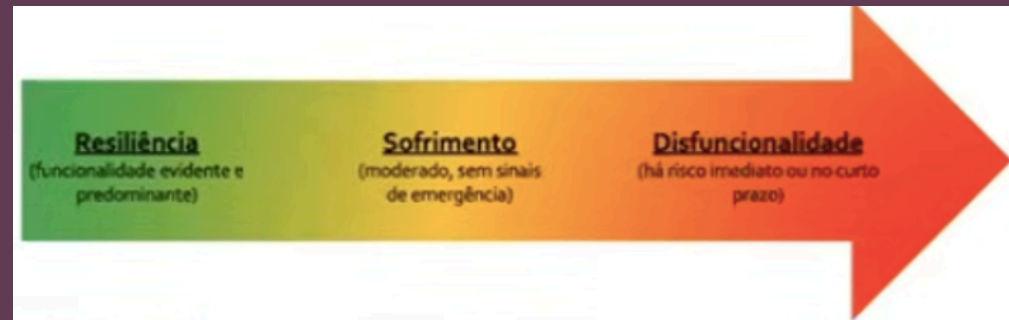 Resiliência
(funcionalidade evidente e
predominante)
Sofrimento
(moderado, sem sinais
de emergência)
Disfuncionalidade
(há risco imediato ou no curto
prazo)